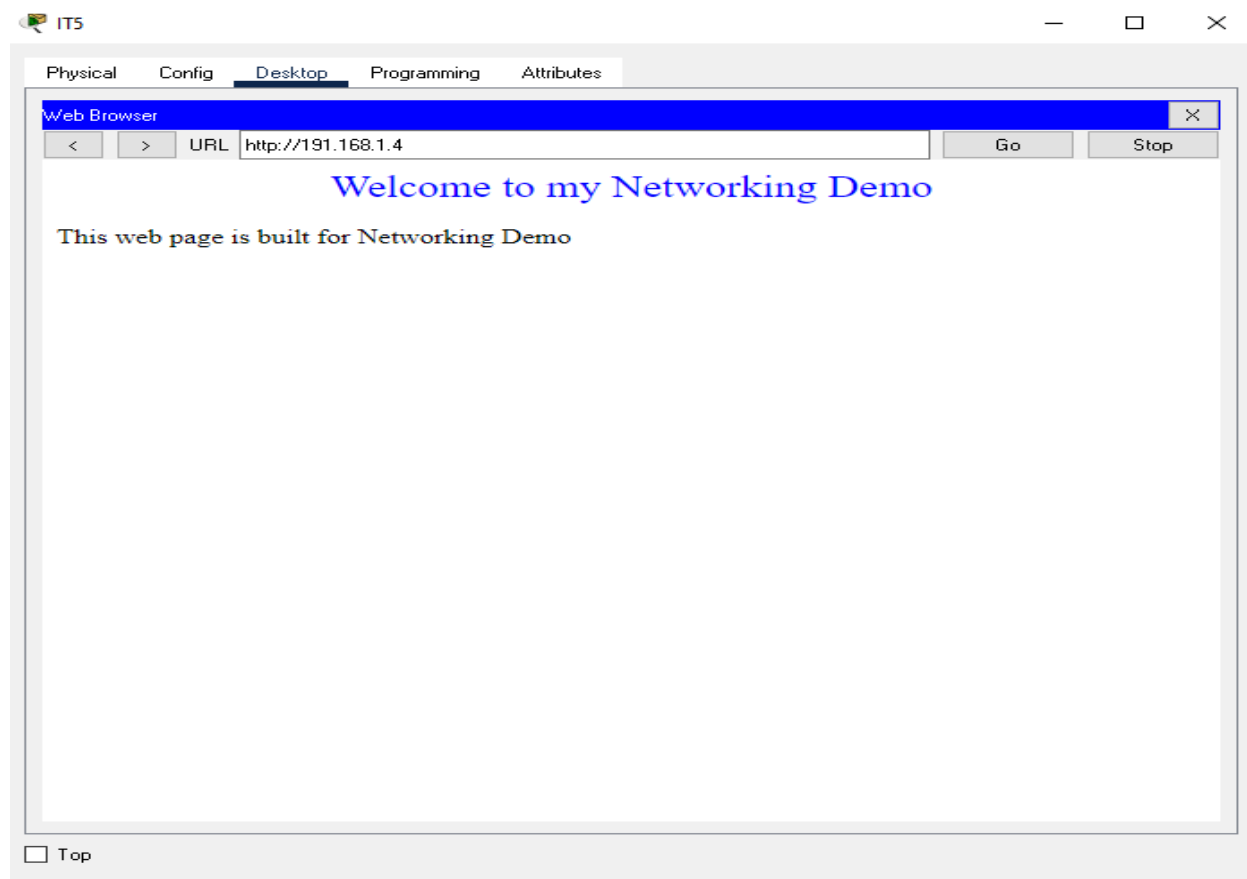 IT5
Physical Config Desktop Programming Attributes
Web Browser
< > URL http://191.168.1.4 Go Stop
Welcome to my Networking Demo
This web page is built for Networking Demo
Top